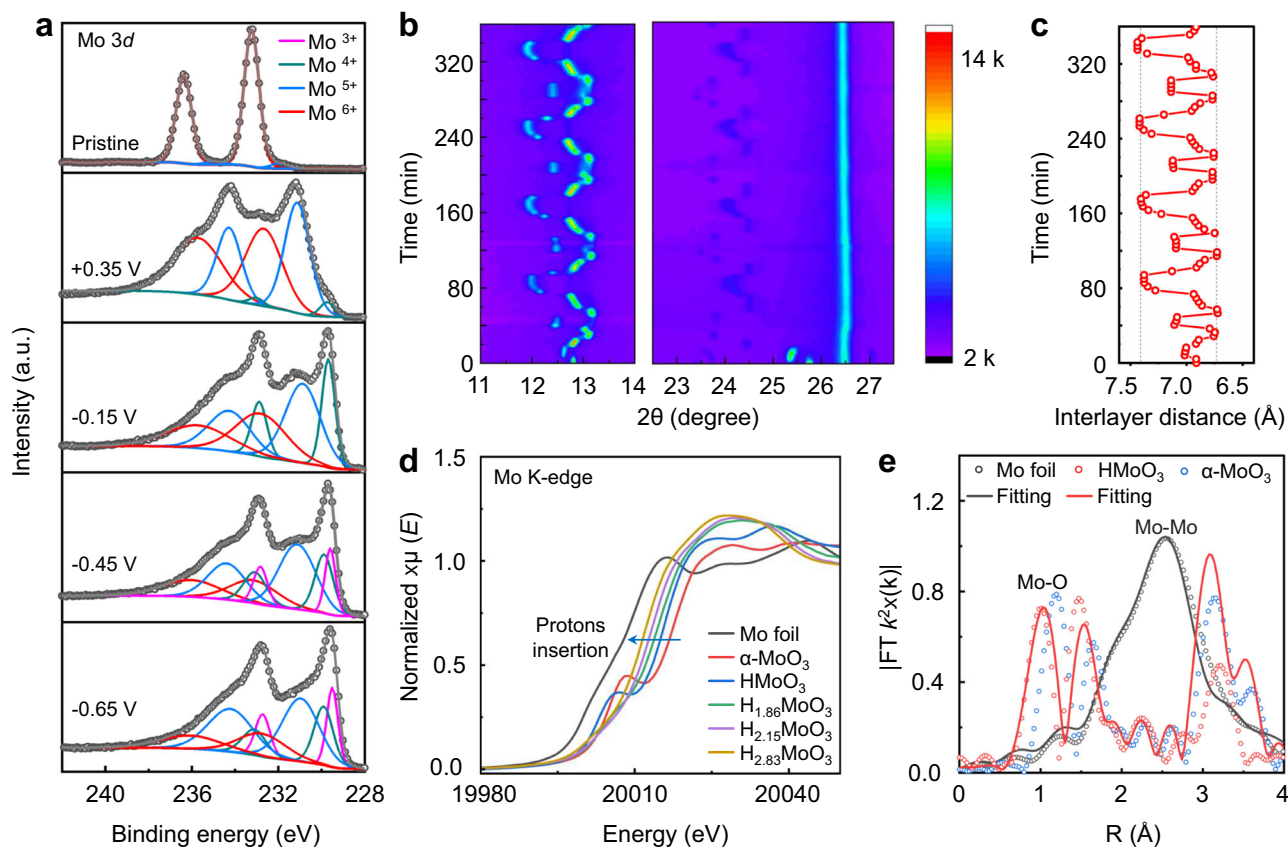 a
Mo 3d
Mo 3+
Mo 4+
Mo 5+
Mo 6+
Pristine
+0.35 V
-0.15 V
-0.45 V
-0.65 V
Intensity (a.u.)
240 236 232 228
Binding energy (eV)
b
320
240
160
80
0
Time (min)
11 12 13 14 23 24 25 26 27
2θ (degree)
14 k
2 k
c
320
240
160
80
0
Time (min)
7.5 7.0 6.5
Interlayer distance (Å)
d
Mo K-edge
1.5
1.0
0.5
0.0
Normalized xμ (E)
Protons
insertion
Mo foil
α-MoO3
HMoO3
H1.86MoO3
H2.15MoO3
H2.83MoO3
19980 20010 20040
Energy (eV)
e
Mo foil HMoO3 α-MoO3
Fitting Fitting
Mo-Mo
Mo-O
1.2
0.8
0.4
0.0
|FT k²x(k)|
0 1 2 3 4
R (Å)